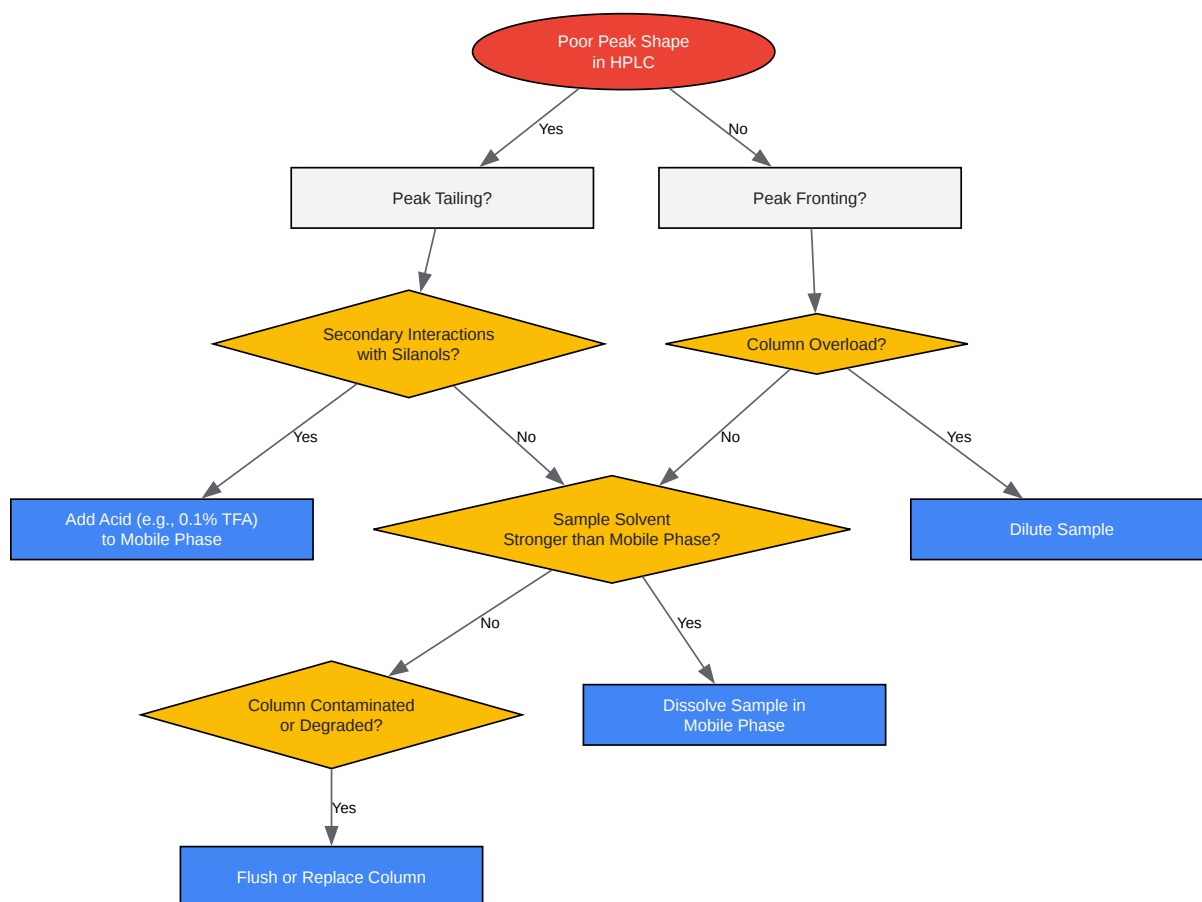 Poor Peak Shape
in HPLC
Yes
No
Peak Tailing?
Peak Fronting?
Secondary Interactions
with Silanols?
Column Overload?
Yes
No
No
Yes
Add Acid (e.g., 0.1% TFA)
to Mobile Phase
Sample Solvent
Stronger than Mobile Phase?
Dilute Sample
No
Yes
Column Contaminated
or Degraded?
Dissolve Sample in
Mobile Phase
Yes
Flush or Replace Column